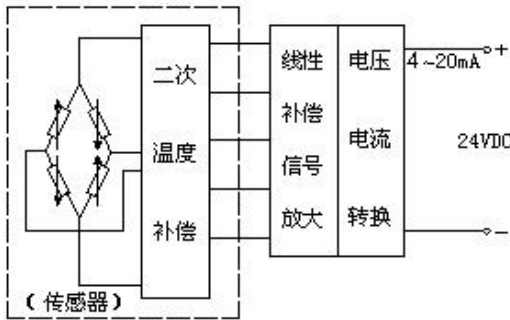 二次
温度
补偿
线性
补偿
信号
放大
电压
电流
转换
4~20mA
+
24VDC
-
(传感器)